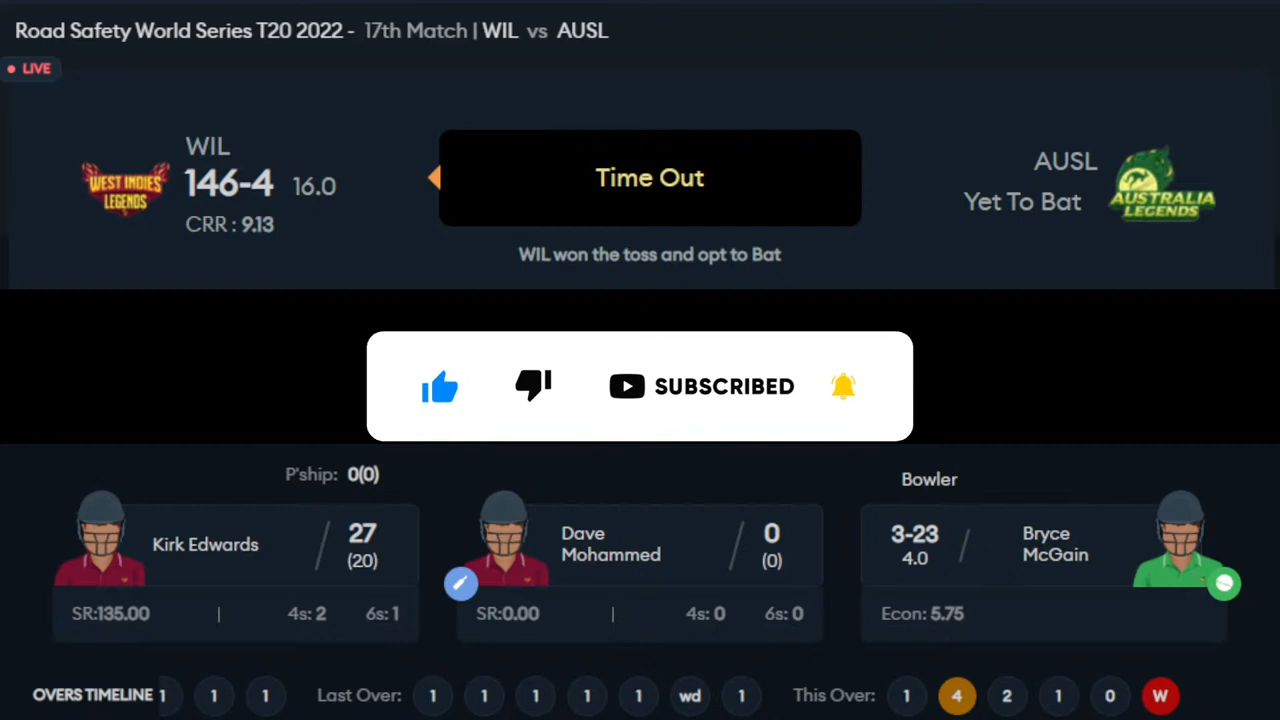 Road Safety World Series T20 2022 - 17th Match | WIL vs AUSL
LIVE
WIL
146-4 16.0
CRR : 9.13
WEST INDIES
LEGENDS
Time Out
WIL won the toss and opt to Bat
AUSL
Yet To Bat
AUSTRALIA
LEGENDS
SUBSCRIBED
P'ship: 0(0)
Kirk Edwards / 27
(20)
SR:135.00 | 4s: 2 6s: 1
Dave
Mohammed / 0
(0)
SR:0.00 | 4s: 0 6s: 0
Bowler
3-23 / Bryce
4.0 McGain
Econ: 5.75
OVERS TIMELINE 1 1 1 Last Over: 1 1 1 1 1 wd 1 This Over: 1 4 2 1 0 W